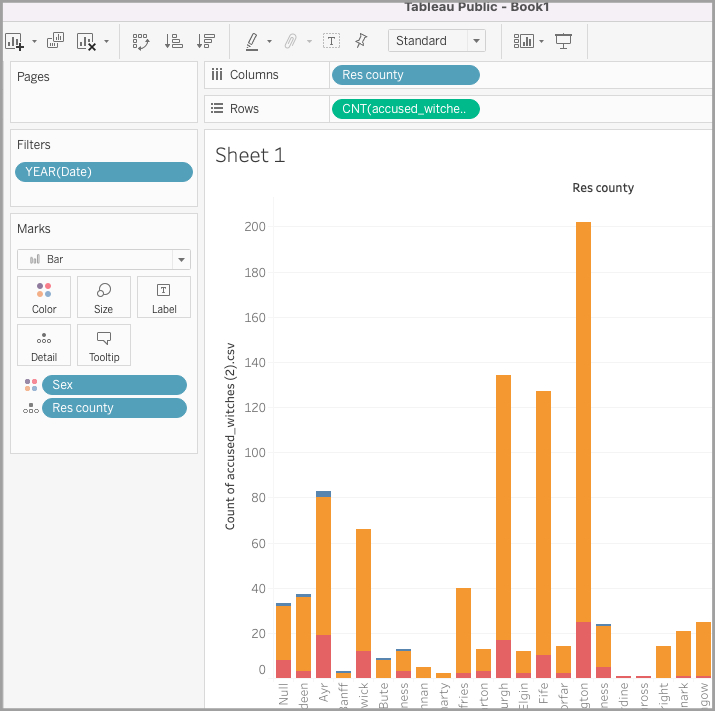 Tableau Public - Book1
Standard
Pages
Columns
Res county
Rows
CNT(accused_witche..
Filters
YEAR(Date)
Sheet 1
Res county
Marks
Bar
Color
Size
Label
Detail
Tooltip
Sex
Res county
Count of accused_witches (2).csv
200
180
160
140
120
100
80
60
40
20
0
Null
deen
Ayr
Banff
wick
Bute
ness
nnan
arty
fries
rton
urgh
Elgin
Fife
orfar
gton
ness
rdine
ross
right
nark
gow